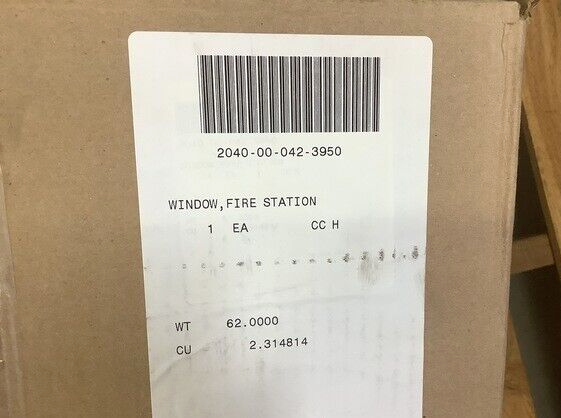 2040-00-042-3950
WINDOW,FIRE STATION
1 EA CC H
WT 62.0000
CU 2.314814